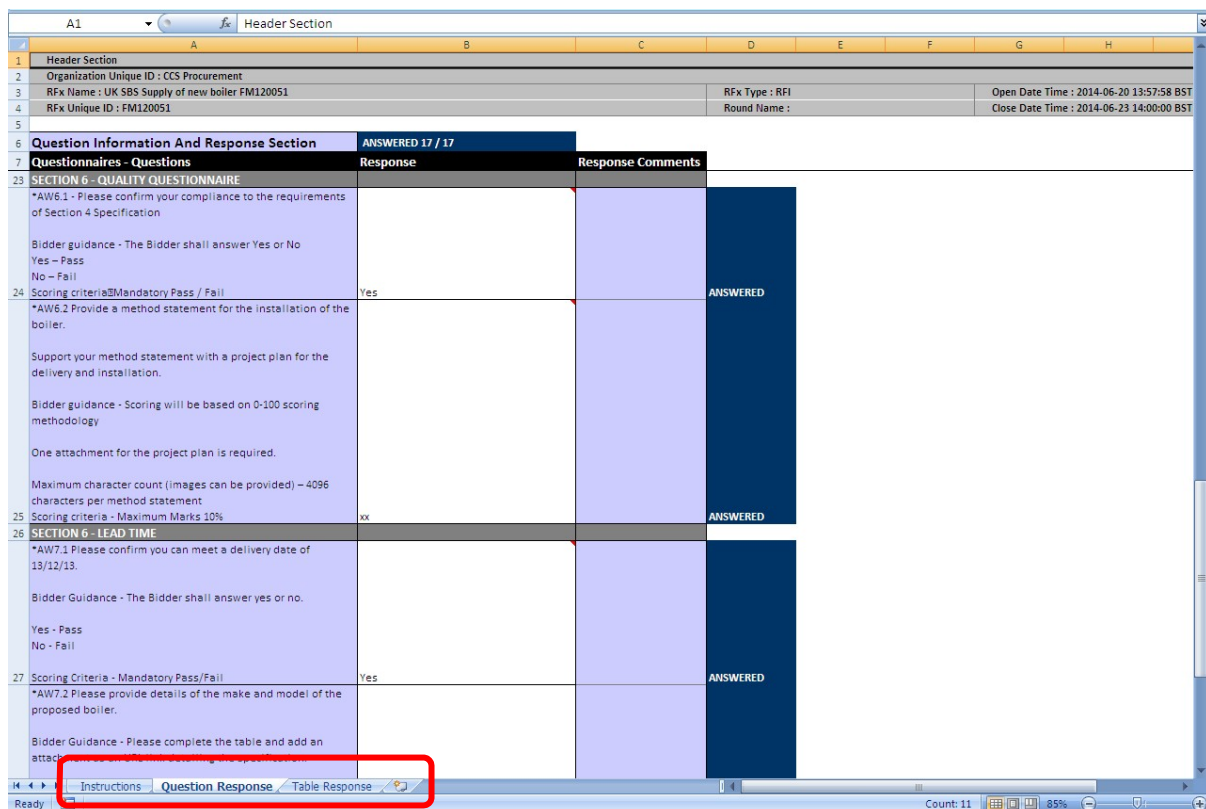 A1 fx Header Section
A B C D E F G H
1 Header Section
2 Organization Unique ID : CCS Procurement
3 RFx Name : UK SBS Supply of new boiler FM120051 RFx Type : RFI Open Date Time : 2014-06-20 13:57:58 BST
4 RFx Unique ID : FM120051 Round Name : Close Date Time : 2014-06-23 14:00:00 BST
5
6 Question Information And Response Section ANSWERED 17 / 17
7 Questionnaires - Questions Response Response Comments
23 SECTION 6 - QUALITY QUESTIONNAIRE
*AW6.1 - Please confirm your compliance to the requirements
of Section 4 Specification
Bidder guidance - The Bidder shall answer Yes or No
Yes – Pass
No – Fail
24 Scoring criteria Mandatory Pass / Fail Yes ANSWERED
*AW6.2 Provide a method statement for the installation of the
boiler.
Support your method statement with a project plan for the
delivery and installation.
Bidder guidance - Scoring will be based on 0-100 scoring
methodology
One attachment for the project plan is required.
Maximum character count (images can be provided) – 4096
characters per method statement
25 Scoring criteria - Maximum Marks 10% xx ANSWERED
26 SECTION 6 - LEAD TIME
*AW7.1 Please confirm you can meet a delivery date of
13/12/13.
Bidder Guidance - The Bidder shall answer yes or no.
Yes - Pass
No - Fail
27 Scoring Criteria - Mandatory Pass/Fail Yes ANSWERED
*AW7.2 Please provide details of the make and model of the
proposed boiler.
Bidder Guidance - Please complete the table and add an
Instructions Question Response Table Response
Ready Count: 11 85%